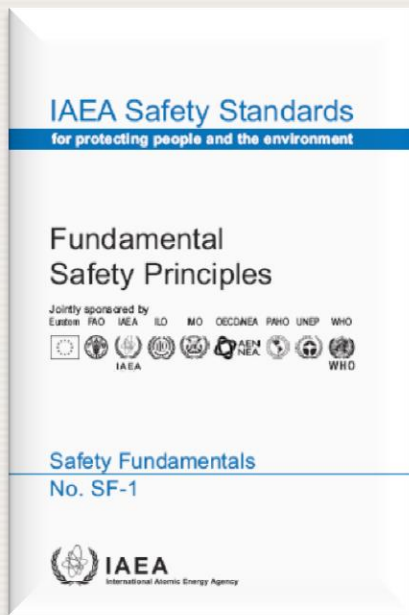 IAEA Safety Standards
for protecting people and the environment
Fundamental
Safety Principles
Jointly sponsored by
Euratom FAO IAEA ILO IMO OECD/NEA PAHO UNEP WHO
IAEA
AEN
NEA
WHO
Safety Fundamentals
No. SF-1
IAEA
International Atomic Energy Agency